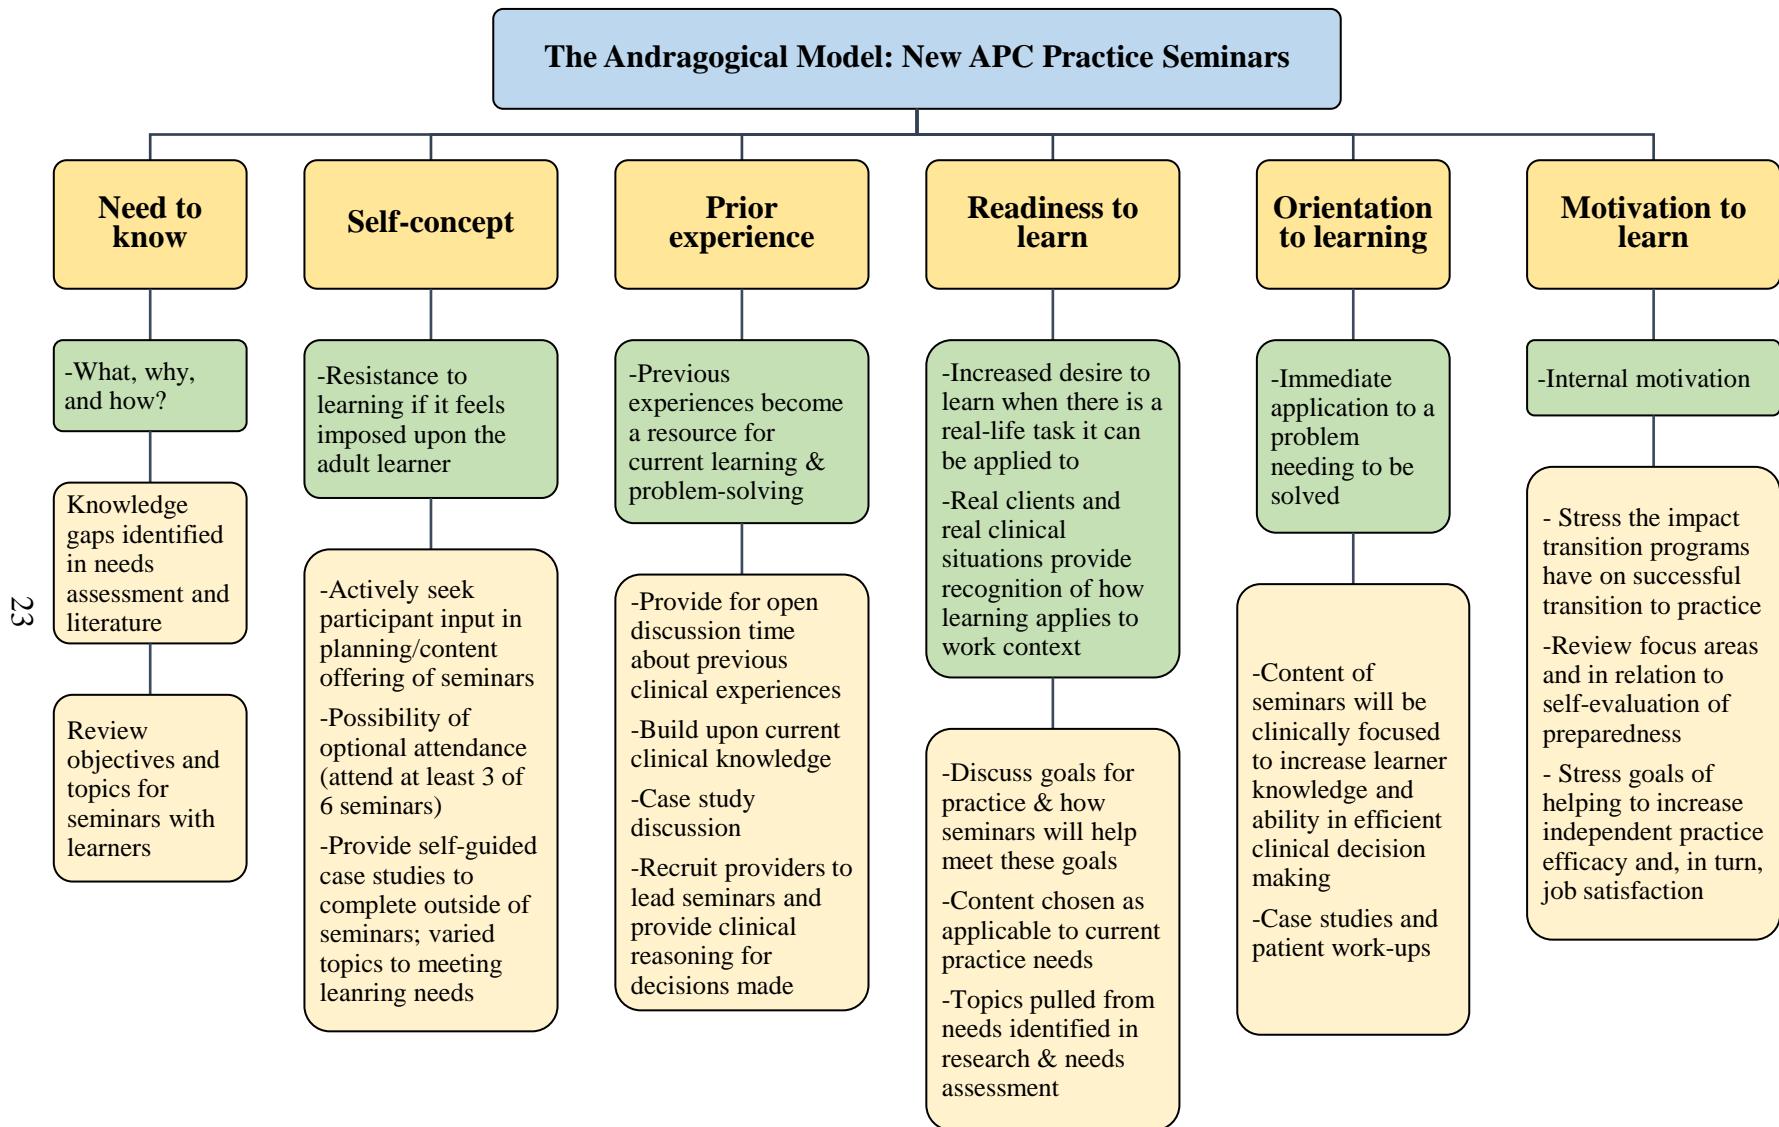 The Andragogical Model: New APC Practice Seminars
Need to
know
-What, why,
and how?
Knowledge
gaps identified
in needs
assessment and
literature
Review
objectives and
topics for
seminars with
learners
Self-concept
-Resistance to
learning if it feels
imposed upon the
adult learner
-Actively seek
participant input in
planning/content
offering of seminars
-Possibility of
optional attendance
(attend at least 3 of
6 seminars)
-Provide self-guided
case studies to
complete outside of
seminars; varied
topics to meeting
leanring needs
Prior
experience
-Previous
experiences become
a resource for
current learning &
problem-solving
-Provide for open
discussion time
about previous
clinical experiences
-Build upon current
clinical knowledge
-Case study
discussion
-Recruit providers to
lead seminars and
provide clinical
reasoning for
decisions made
Readiness to
learn
-Increased desire to
learn when there is a
real-life task it can
be applied to
-Real clients and
real clinical
situations provide
recognition of how
learning applies to
work context
-Discuss goals for
practice & how
seminars will help
meet these goals
-Content chosen as
applicable to current
practice needs
-Topics pulled from
needs identified in
research & needs
assessment
Orientation
to learning
-Immediate
application to a
problem
needing to be
solved
-Content of
seminars will be
clinically focused
to increase learner
knowledge and
ability in efficient
clinical decision
making
-Case studies and
patient work-ups
Motivation to
learn
-Internal motivation
- Stress the impact
transition programs
have on successful
transition to practice
-Review focus areas
and in relation to
self-evaluation of
preparedness
- Stress goals of
helping to increase
independent practice
efficacy and, in turn,
job satisfaction
23